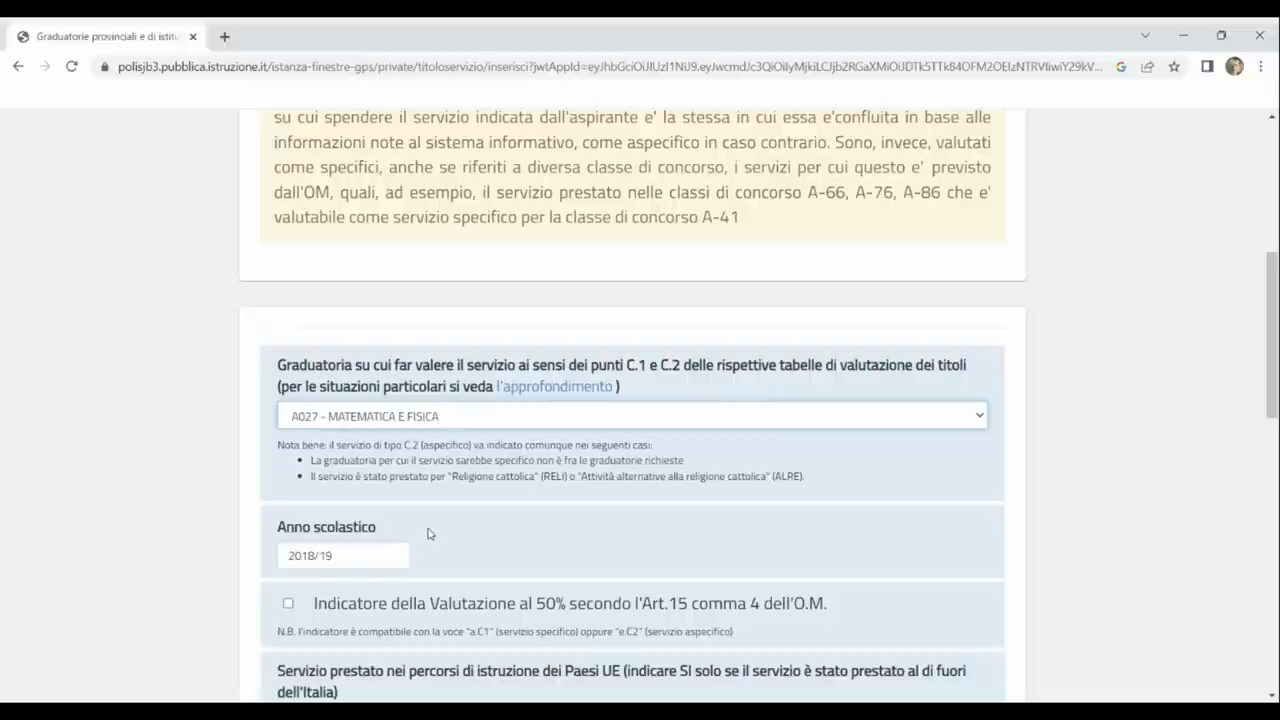 Graduatorie provinciali e di istitu
polisjb3.pubblica.istruzione.it/istanza-finestre-gps/private/titoloservizio/inserisci?jwtAppId=
su cui spendere il servizio indicata dall'aspirante e' la stessa in cui essa e'confluita in base alle
informazioni note al sistema informativo, come aspecifico in caso contrario. Sono, invece, valutati
come specifici, anche se riferiti a diversa classe di concorso, i servizi per cui questo e' previsto
dall'OM, quali, ad esempio, il servizio prestato nelle classi di concorso A-66, A-76, A-86 che e'
valutabile come servizio specifico per la classe di concorso A-41
Graduatoria su cui far valere il servizio ai sensi dei punti C.1 e C.2 delle rispettive tabelle di valutazione dei titoli
(per le situazioni particolari si veda l'approfondimento )
A027 - MATEMATICA E FISICA
Nota bene: il servizio di tipo C.2 (aspecifico) va indicato comunque nei seguenti casi:
• La graduatoria per cui il servizio sarebbe specifico non è fra le graduatorie richieste
• Il servizio è stato prestato per "Religione cattolica" (RELI) o "Attività alternative alla religione cattolica" (ALRE).
Anno scolastico
2018/19
Indicatore della Valutazione al 50% secondo l'Art.15 comma 4 dell'O.M.
N.B. l'indicatore è compatibile con la voce "a.C1" (servizio specifico) oppure "e.C2" (servizio aspecifico)
Servizio prestato nei percorsi di istruzione dei Paesi UE (indicare SI solo se il servizio è stato prestato al di fuori
dell'Italia)